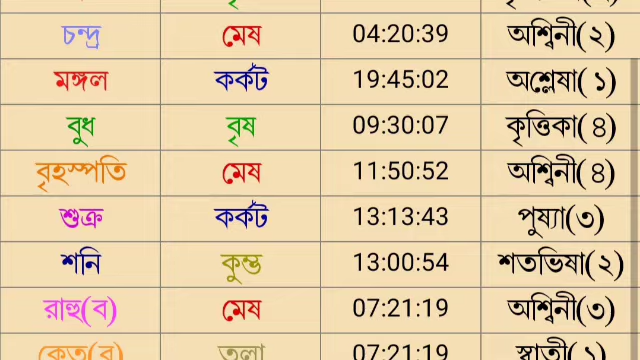 চন্দ্র মেষ 04:20:39 অশ্বিনী(২)
মঙ্গল কর্কট 19:45:02 অশ্লেষা(১)
বুধ বৃষ 09:30:07 কৃত্তিকা(৪)
বৃহস্পতি মেষ 11:50:52 অশ্বিনী(৪)
শুক্র কর্কট 13:13:43 পুষ্যা(৩)
শনি কুম্ভ 13:00:54 শতভিষা(২)
রাহু(ব) মেষ 07:21:19 অশ্বিনী(৩)
কেতু(ব) তুলা 07:21:19 স্বাতী(১)